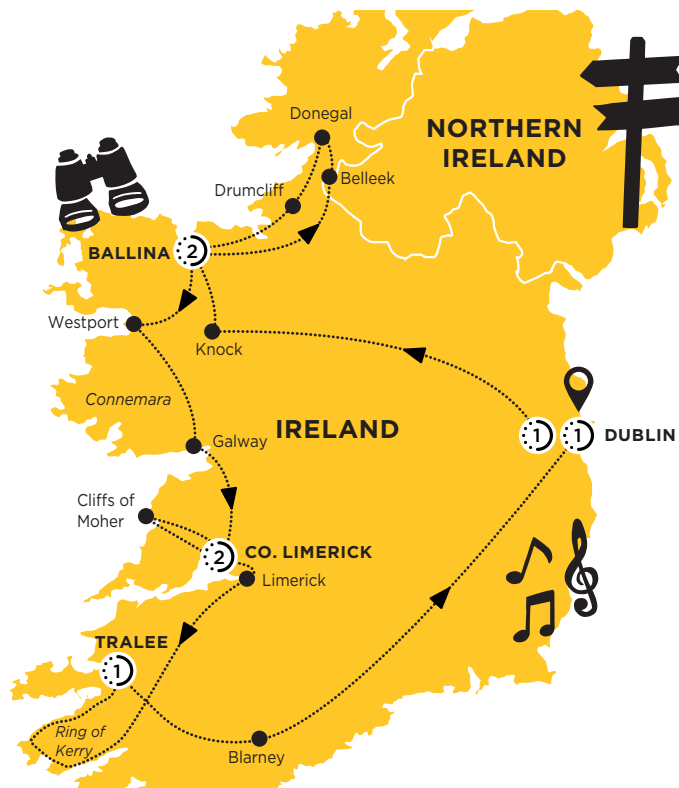 Donegal
NORTHERN
IRELAND
Belleek
Drumcliff
BALLINA
2
Westport
Knock
Connemara
IRELAND
1
1
DUBLIN
Galway
Cliffs of
Moher
2
CO. LIMERICK
Limerick
TRALEE
1
Ring of
Kerry
Blarney